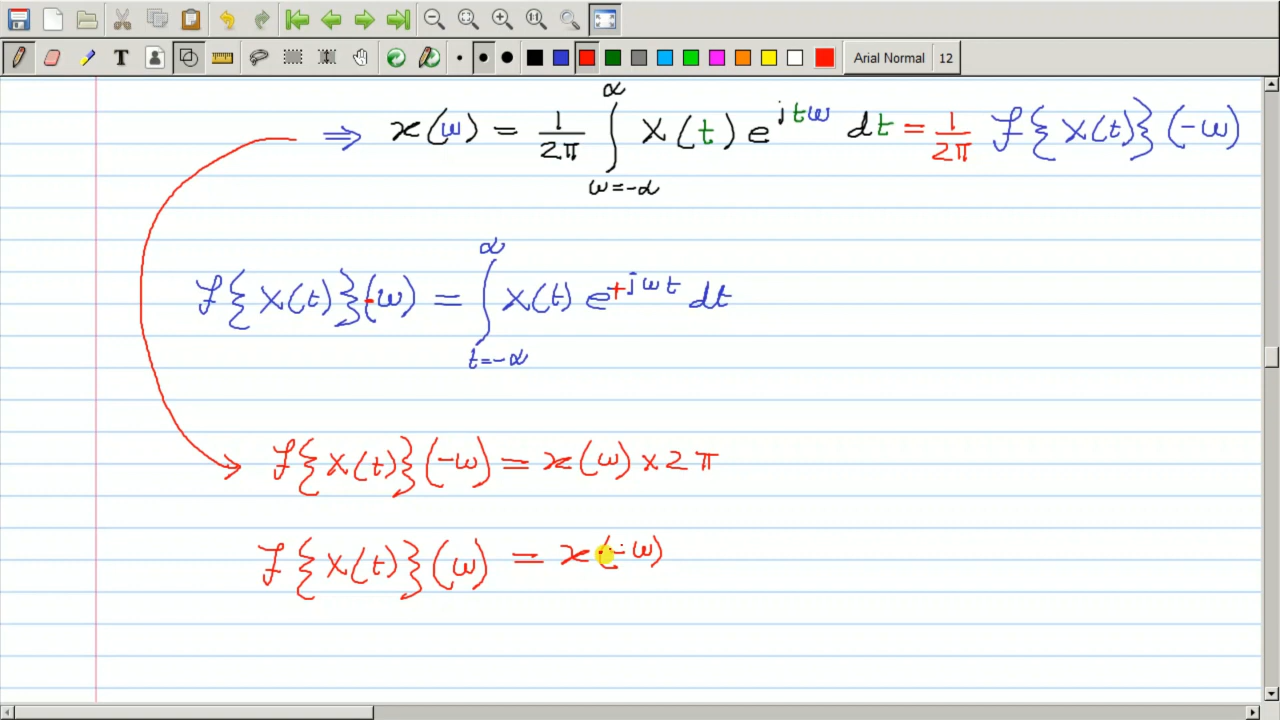 Arial Normal 12
⇒ x(ω) = 1/2π ∫_{ω=-∝}^{∝} X(t) e^{jtω} dt = 1/2π ℱ{X(t)}(-ω)
ℱ{X(t)}(-ω) = ∫_{t=-∝}^{∝} X(t) e^{+jωt} dt
ℱ{X(t)}(-ω) = x(ω) × 2π
ℱ{X(t)}(ω) = x(-ω)